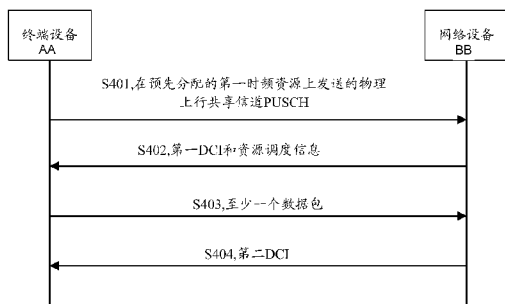 终端设备
AA
网络设备
BB
S401,在预先分配的第一时频资源上发送的物理
上行共享信道PUSCH
S402,第一DCI和资源调度信息
S403,至少一个数据包
S404,第二DCI